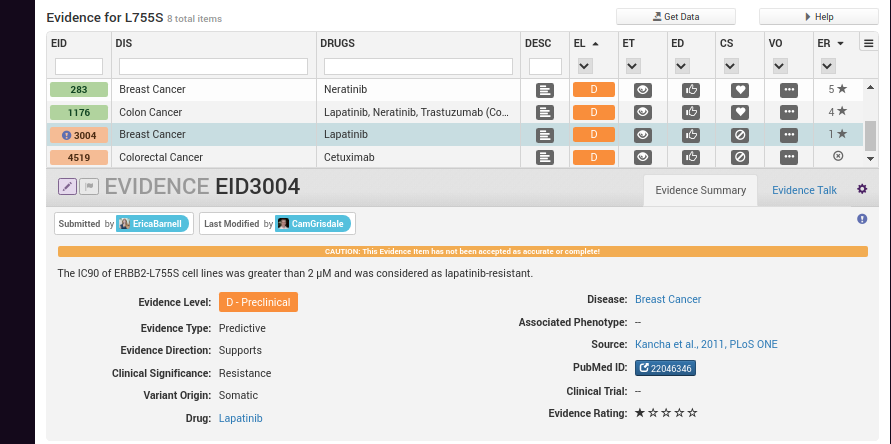 Evidence for L755S 8 total items Get Data Help
EID DIS DRUGS DESC EL ET ED CS VO ER
283 Breast Cancer Neratinib D 5
1176 Colon Cancer Lapatinib, Neratinib, Trastuzumab (Co... D 4
3004 Breast Cancer Lapatinib D 1
4519 Colorectal Cancer Cetuximab D
EVIDENCE EID3004 Evidence Summary Evidence Talk
Submitted by EricaBarnell Last Modified by CamGrisdale
CAUTION: This Evidence Item has not been accepted as accurate or complete!
The IC90 of ERBB2-L755S cell lines was greater than 2 µM and was considered as lapatinib-resistant.
Evidence Level: D - Preclinical
Evidence Type: Predictive
Evidence Direction: Supports
Clinical Significance: Resistance
Variant Origin: Somatic
Drug: Lapatinib
Disease: Breast Cancer
Associated Phenotype: --
Source: Kancha et al., 2011, PLoS ONE
PubMed ID: 22046346
Clinical Trial: --
Evidence Rating: